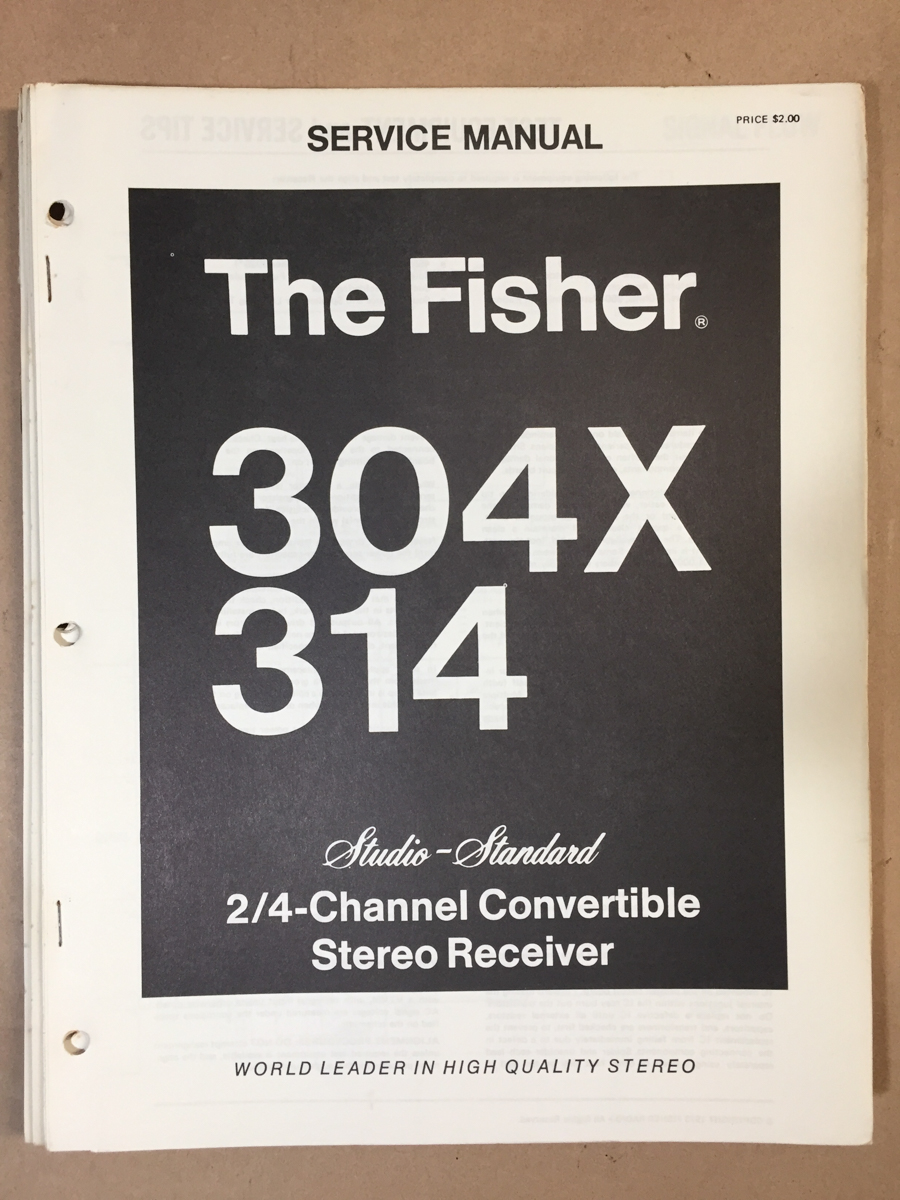 PRICE $2.00
SERVICE MANUAL
The Fisher®
304X
314
Studio-Standard
2/4-Channel Convertible
Stereo Receiver
WORLD LEADER IN HIGH QUALITY STEREO